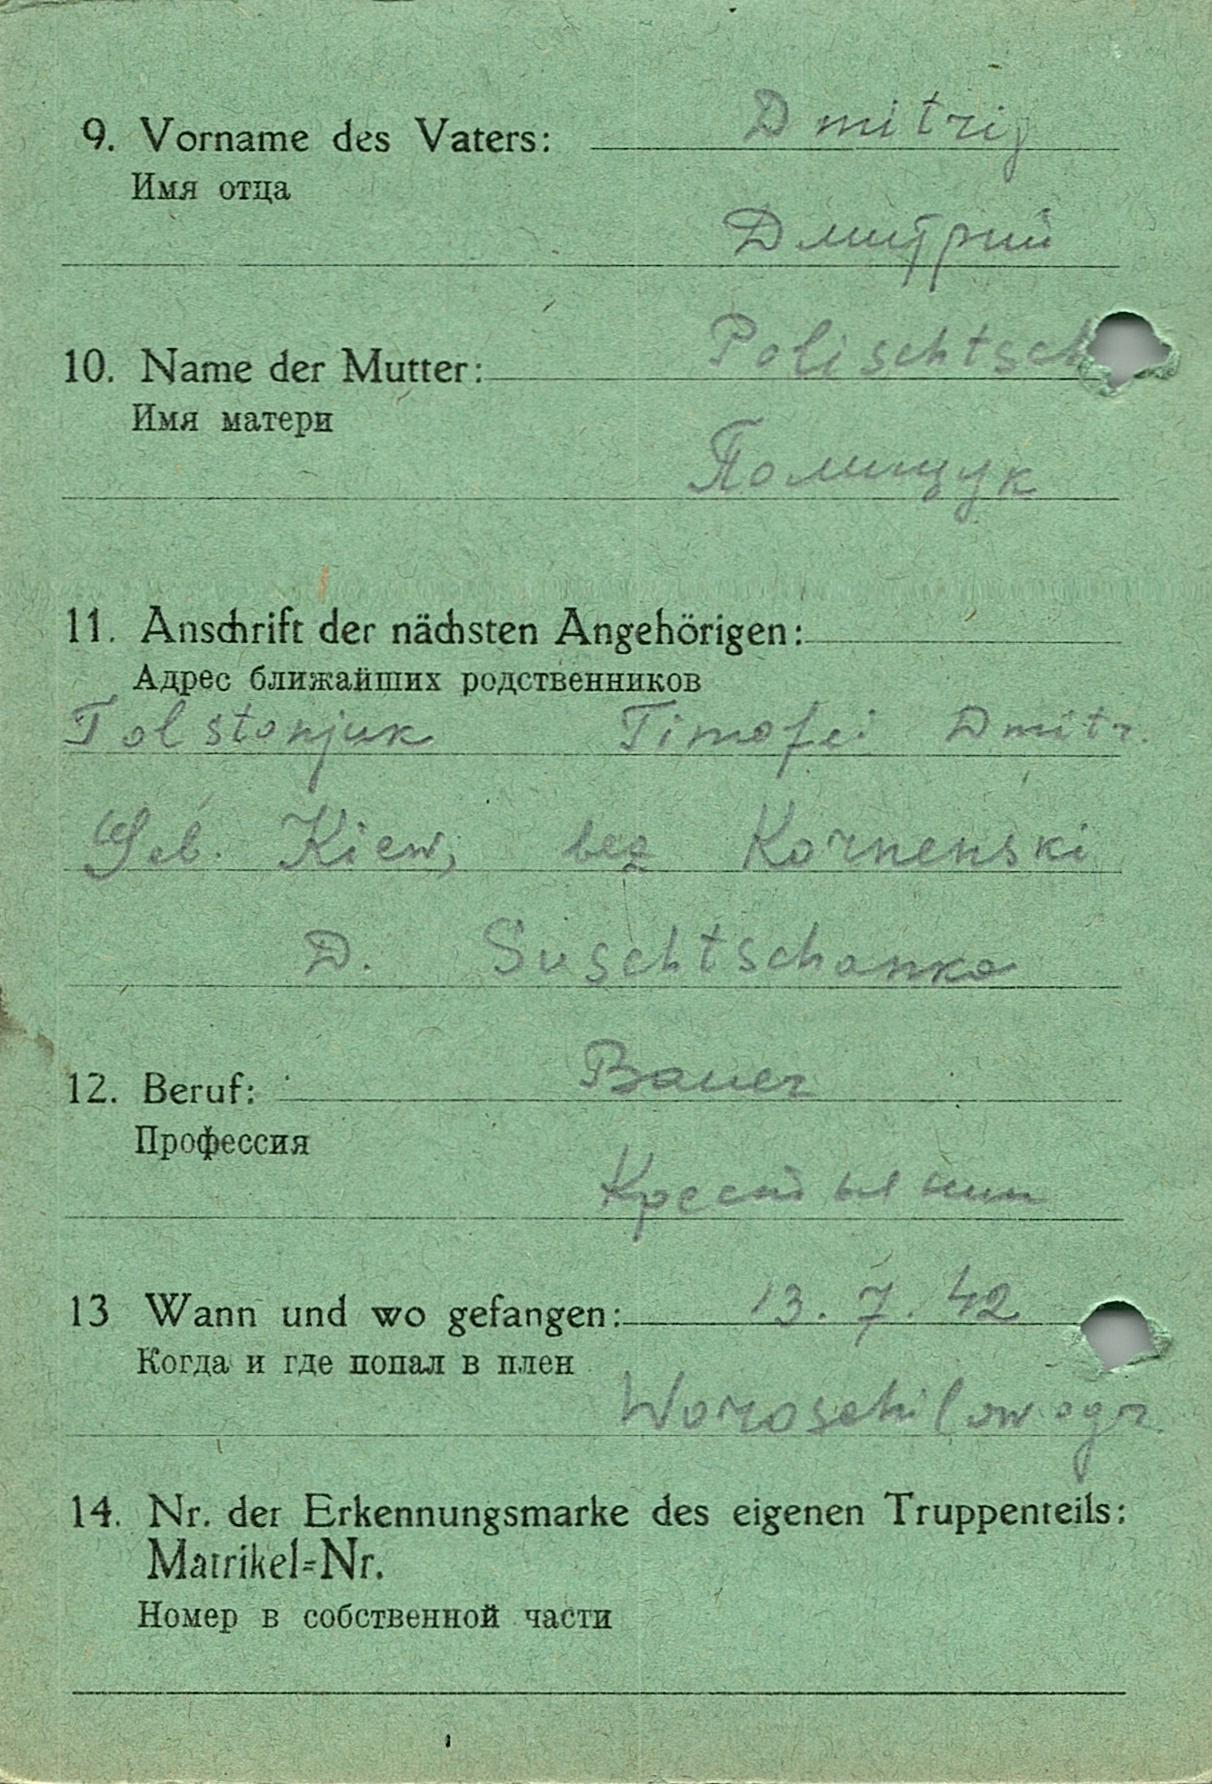 9. Vorname des Vaters: Dmitrij
Имя отца
Дмитрий
10. Name der Mutter: Polischtsch
Имя матери
Полищук
11. Anschrift der nächsten Angehörigen:
Адрес ближайших родственников
Tolstonjuk Timofei Dmitr.
Geb. Kiew, bez Kornenski
D. Suschtschanka
12. Beruf: Bauer
Профессия
13 Wann und wo gefangen: 13. 7. 42
Когда и где попал в плен
Woroschilowogr.
14. Nr. der Erkennungsmarke des eigenen Truppenteils:
Matrikel=Nr.
Номер в собственной части